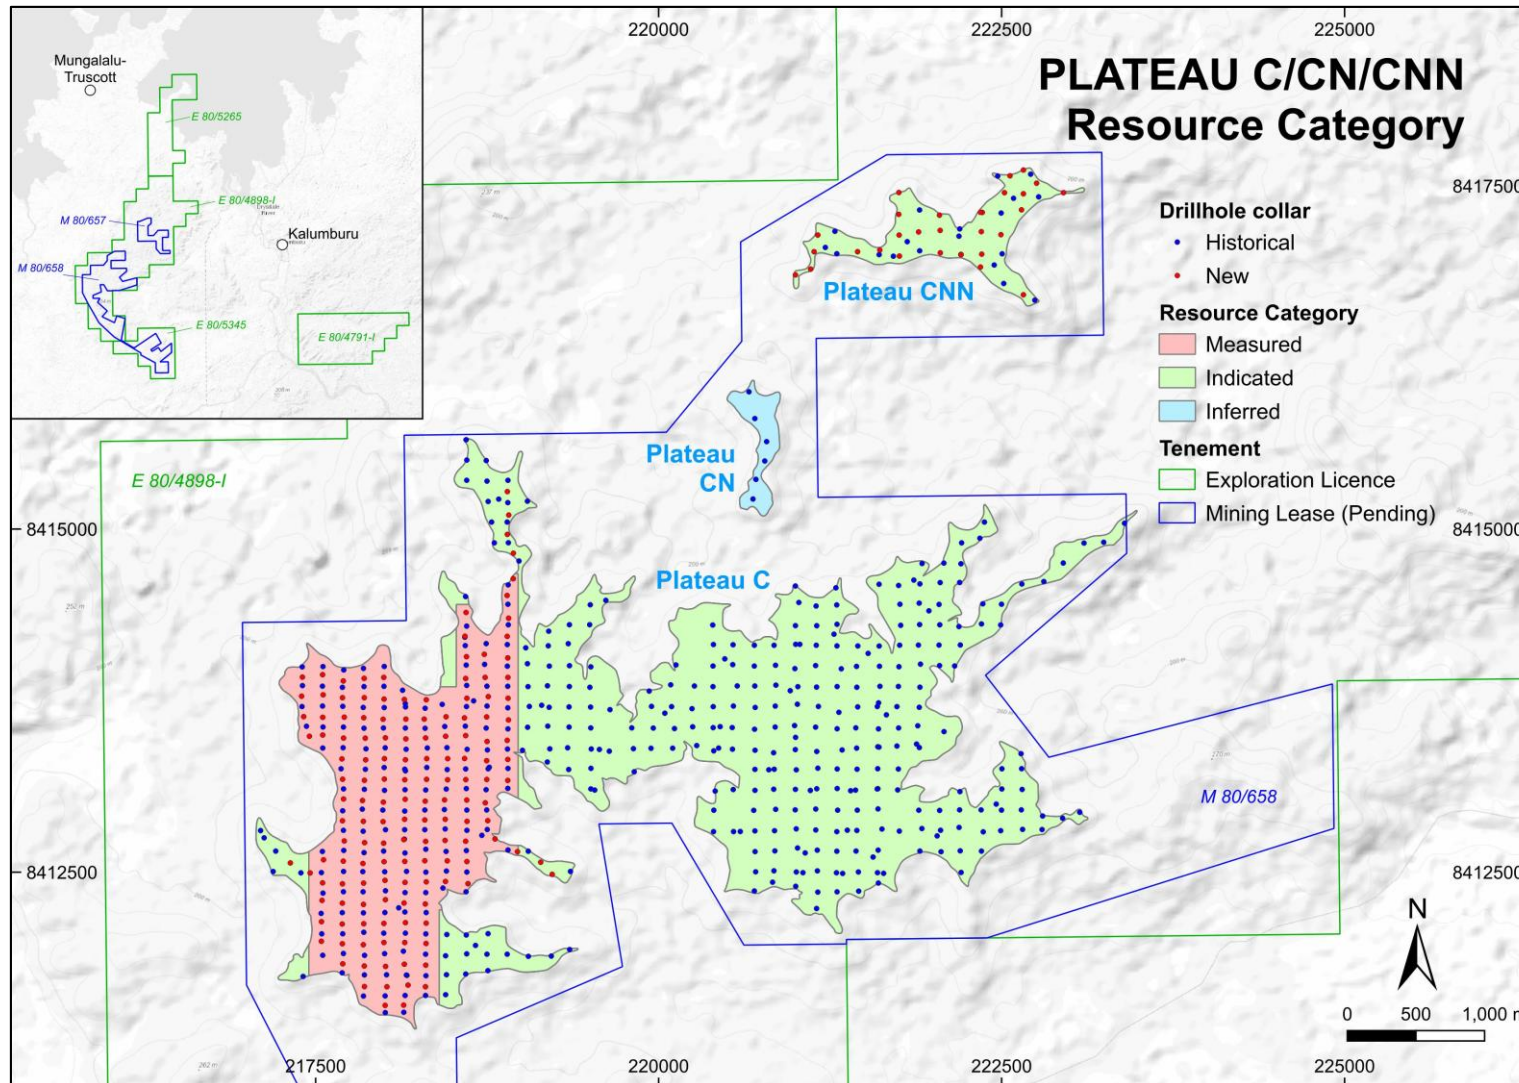 220000
222500
225000
PLATEAU C/CN/CNN
Resource Category
Mungalalu-
Truscott
E 80/5265
E 80/4898-I
M 80/657
Kalumburu
M 80/658
E 80/5345
E 80/4791-I
8417500
Drillhole collar
Historical
New
Plateau CNN
Resource Category
Measured
Indicated
Inferred
Plateau
CN
Tenement
Exploration Licence
Mining Lease (Pending)
E 80/4898-I
8415000
8415000
Plateau C
M 80/658
8412500
8412500
N
0 500 1,000 m
217500
220000
222500
225000